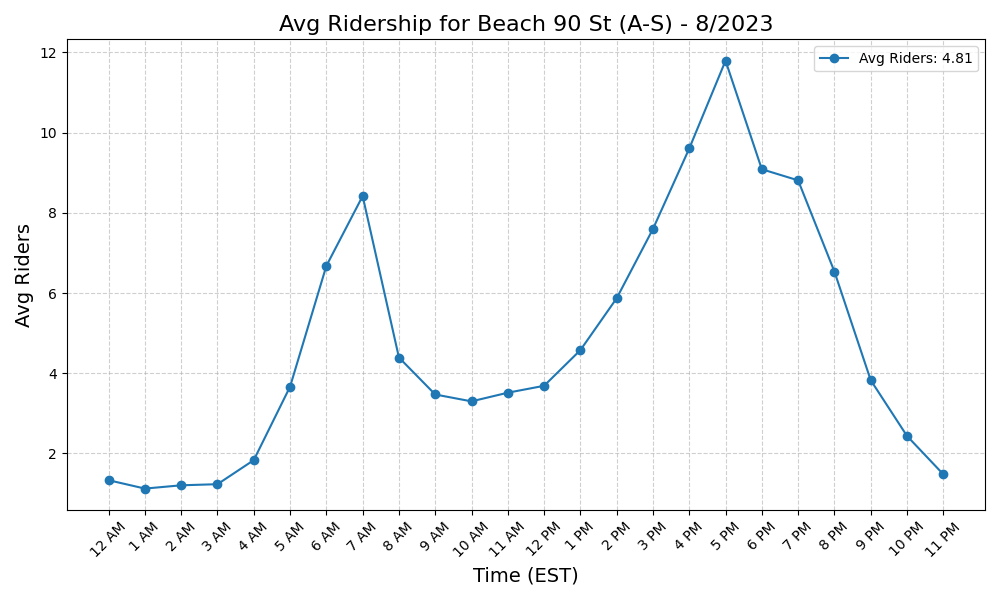 Avg Ridership for Beach 90 St (A-S) - 8/2023
Avg Riders: 4.81
Avg Riders
12
10
8
6
4
2
12 AM
1 AM
2 AM
3 AM
4 AM
5 AM
6 AM
7 AM
8 AM
9 AM
10 AM
11 AM
12 PM
1 PM
2 PM
3 PM
4 PM
5 PM
6 PM
7 PM
8 PM
9 PM
10 PM
11 PM
Time (EST)